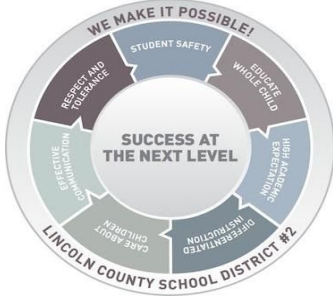 WE MAKE IT POSSIBLE!
STUDENT SAFETY
EDUCATE
WHOLE CHILD
HIGH ACADEMIC
EXPECTATION
DIFFERENTIATED
INSTRUCTION
CARE ABOUT
CHILDREN
EFFECTIVE
COMMUNICATION
RESPECT AND
TOLERANCE
SUCCESS AT
THE NEXT LEVEL
LINCOLN COUNTY SCHOOL DISTRICT #2